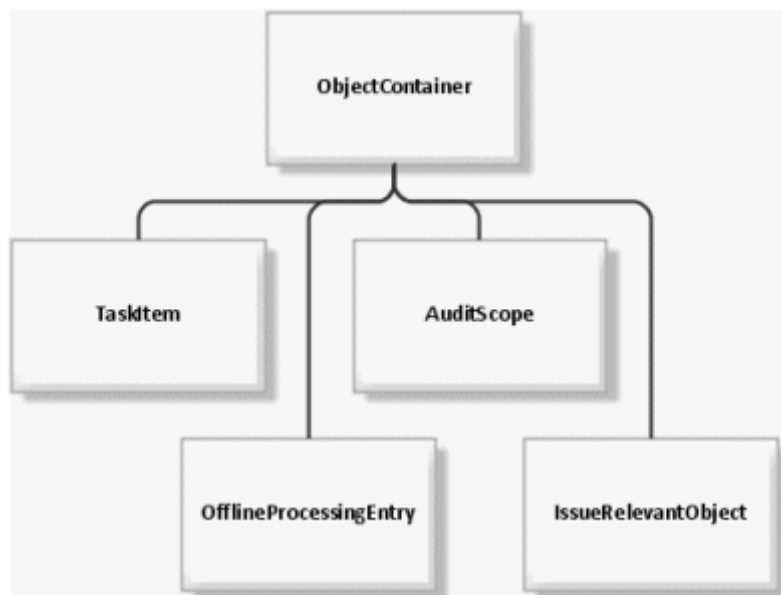 ObjectContainer
TaskItem
AuditScope
OfflineProcessingEntry
IssueRelevantObject